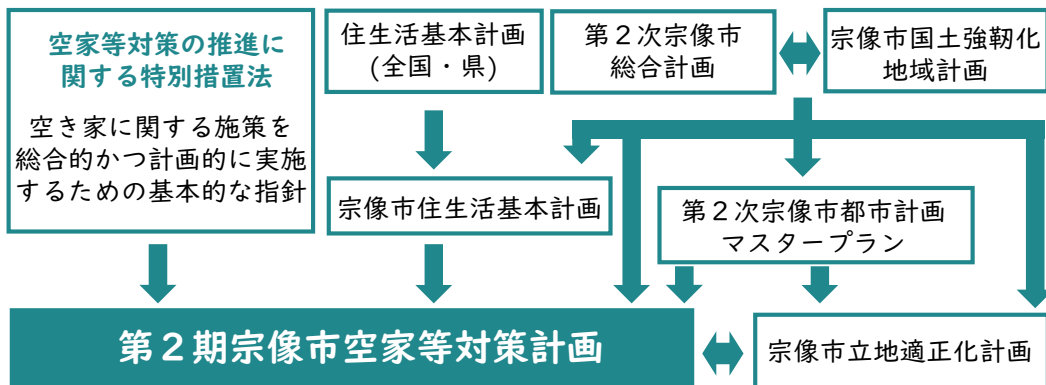 空家等対策の推進に
関する特別措置法
空き家に関する施策を
総合的かつ計画的に実施
するための基本的な指針
住生活基本計画
(全国・県)
第２次宗像市
総合計画
宗像市国土強靭化
地域計画
宗像市住生活基本計画
第２次宗像市都市計画
マスタープラン
第２期宗像市空家等対策計画
宗像市立地適正化計画